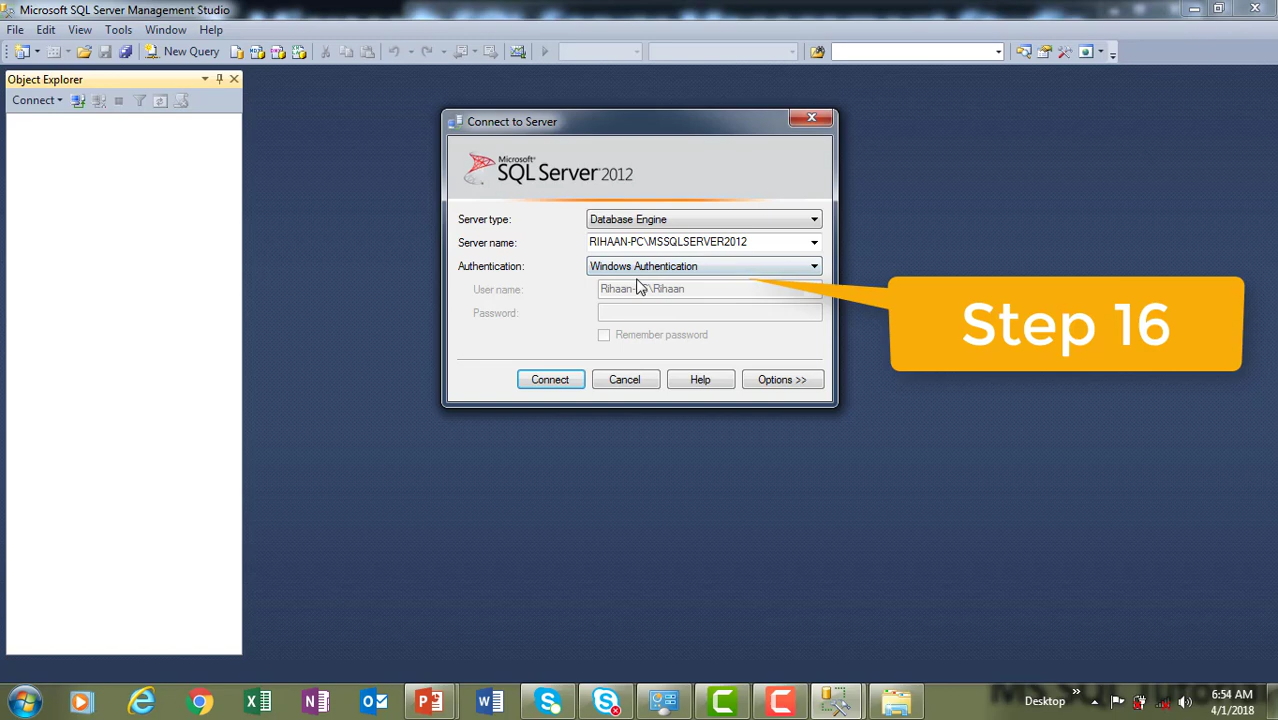 Microsoft SQL Server Management Studio
File Edit View Tools Window Help
New Query
Object Explorer
Connect
Connect to Server
Microsoft®
SQL Server 2012
Server type: Database Engine
Server name: RIHAAN-PC\MSSQLSERVER2012
Authentication: Windows Authentication
User name:
Password:
Remember password
Connect Cancel Help Options >>
Step 16
Desktop »
6:54 AM
4/1/2018